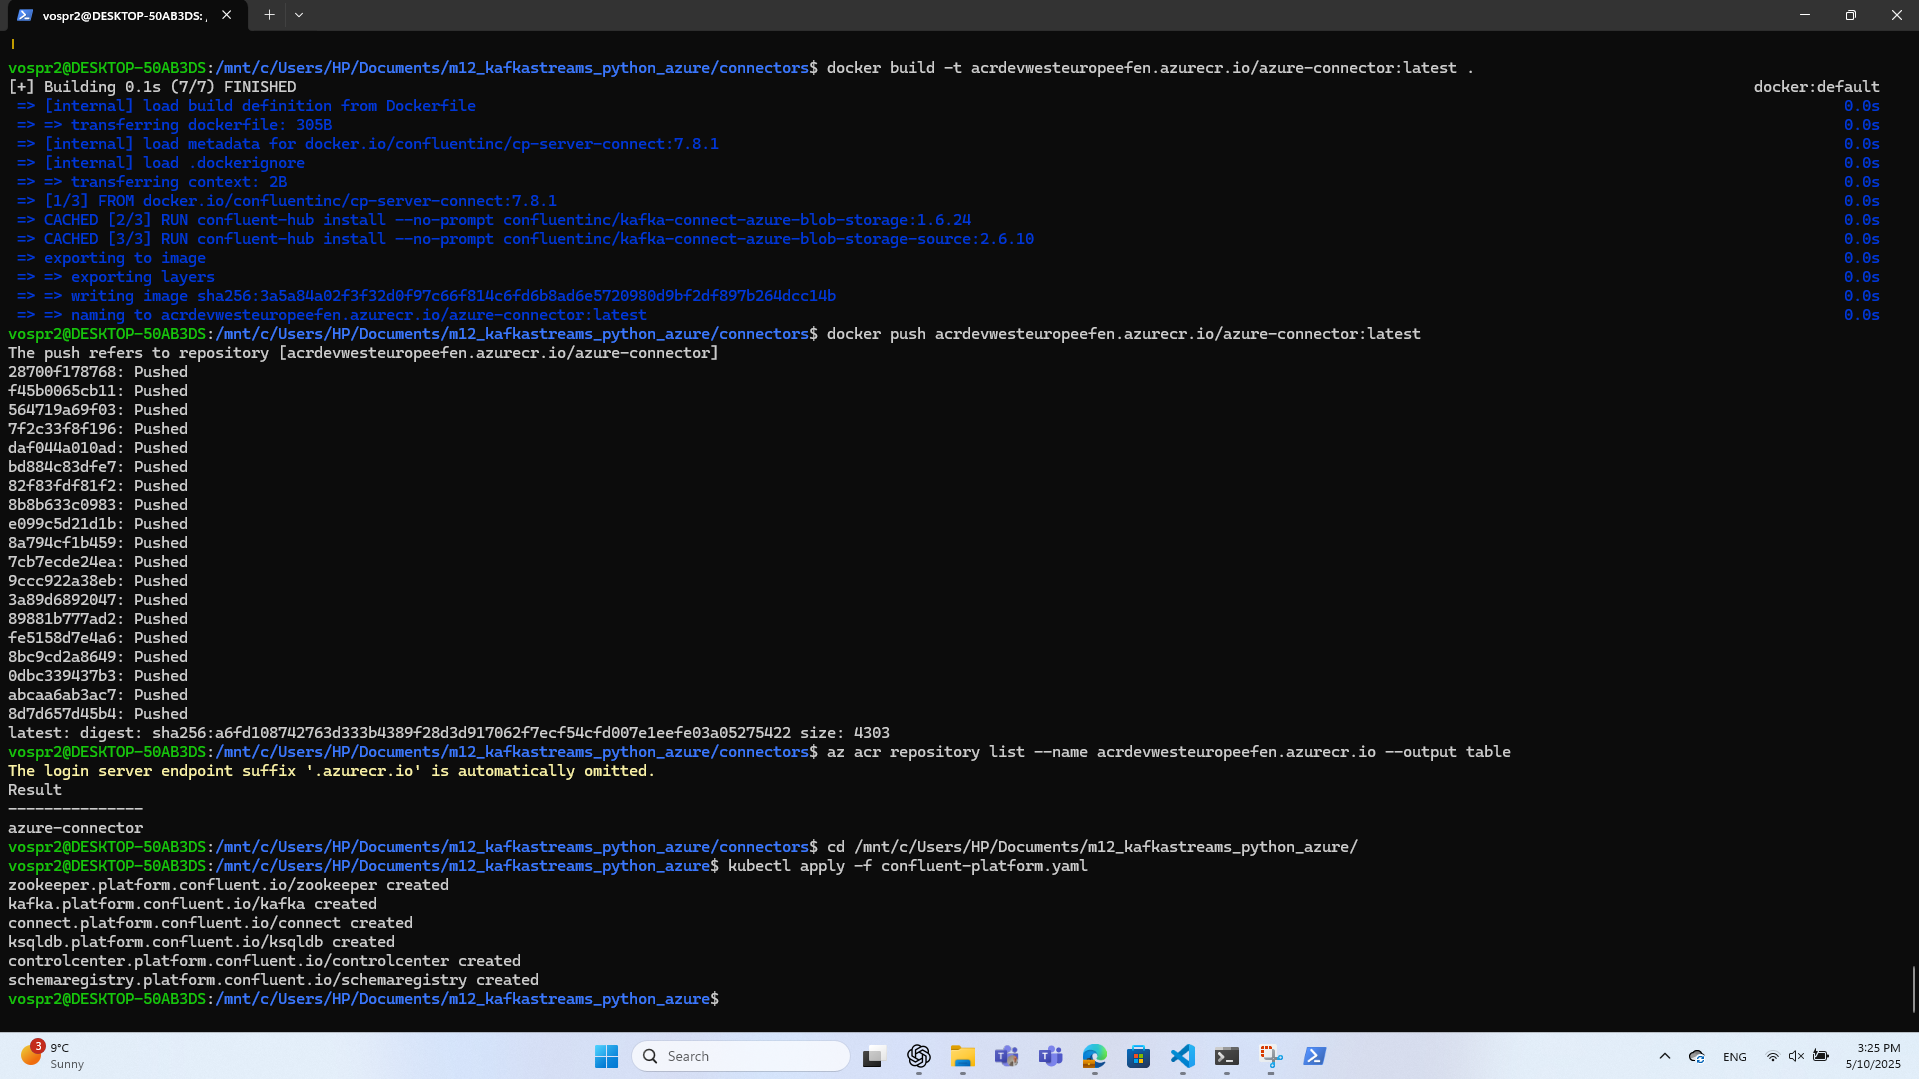 vospr2@DESKTOP-50AB3DS: ,
vospr2@DESKTOP-50AB3DS:/mnt/c/Users/HP/Documents/m12_kafkastreams_python_azure/connectors$ docker build -t acrdevwesteuropeefen.azurecr.io/azure-connector:latest .
[+] Building 0.1s (7/7) FINISHED docker:default
=> [internal] load build definition from Dockerfile 0.0s
=> => transferring dockerfile: 305B 0.0s
=> [internal] load metadata for docker.io/confluentinc/cp-server-connect:7.8.1 0.0s
=> [internal] load .dockerignore 0.0s
=> => transferring context: 2B 0.0s
=> [1/3] FROM docker.io/confluentinc/cp-server-connect:7.8.1 0.0s
=> CACHED [2/3] RUN confluent-hub install --no-prompt confluentinc/kafka-connect-azure-blob-storage:1.6.24 0.0s
=> CACHED [3/3] RUN confluent-hub install --no-prompt confluentinc/kafka-connect-azure-blob-storage-source:2.6.10 0.0s
=> exporting to image 0.0s
=> => exporting layers 0.0s
=> => writing image sha256:3a5a84a02f3f32d0f97c66f814c6fd6b8ad6e5720980d9bf2df897b264dcc14b 0.0s
=> => naming to acrdevwesteuropeefen.azurecr.io/azure-connector:latest 0.0s
vospr2@DESKTOP-50AB3DS:/mnt/c/Users/HP/Documents/m12_kafkastreams_python_azure/connectors$ docker push acrdevwesteuropeefen.azurecr.io/azure-connector:latest
The push refers to repository [acrdevwesteuropeefen.azurecr.io/azure-connector]
28700f178768: Pushed
f45b0065cb11: Pushed
564719a69f03: Pushed
7f2c33f8f196: Pushed
daf044a010ad: Pushed
bd884c83dfe7: Pushed
82f83fdf81f2: Pushed
8b8b633c0983: Pushed
e099c5d21d1b: Pushed
8a794cf1b459: Pushed
7cb7ecde24ea: Pushed
9ccc922a38eb: Pushed
3a89d6892047: Pushed
89881b777ad2: Pushed
fe5158d7e4a6: Pushed
8bc9cd2a8649: Pushed
0dbc339437b3: Pushed
abcaa6ab3ac7: Pushed
8d7d657d45b4: Pushed
latest: digest: sha256:a6fd108742763d333b4389f28d3d917062f7ecf54cfd007e1eefe03a05275422 size: 4303
vospr2@DESKTOP-50AB3DS:/mnt/c/Users/HP/Documents/m12_kafkastreams_python_azure/connectors$ az acr repository list --name acrdevwesteuropeefen.azurecr.io --output table
The login server endpoint suffix '.azurecr.io' is automatically omitted.
Result
---------------
azure-connector
vospr2@DESKTOP-50AB3DS:/mnt/c/Users/HP/Documents/m12_kafkastreams_python_azure/connectors$ cd /mnt/c/Users/HP/Documents/m12_kafkastreams_python_azure/
vospr2@DESKTOP-50AB3DS:/mnt/c/Users/HP/Documents/m12_kafkastreams_python_azure$ kubectl apply -f confluent-platform.yaml
zookeeper.platform.confluent.io/zookeeper created
kafka.platform.confluent.io/kafka created
connect.platform.confluent.io/connect created
ksqldb.platform.confluent.io/ksqldb created
controlcenter.platform.confluent.io/controlcenter created
schemaregistry.platform.confluent.io/schemaregistry created
vospr2@DESKTOP-50AB3DS:/mnt/c/Users/HP/Documents/m12_kafkastreams_python_azure$
3
9°C
Sunny
Search
ENG
3:25 PM
5/10/2025